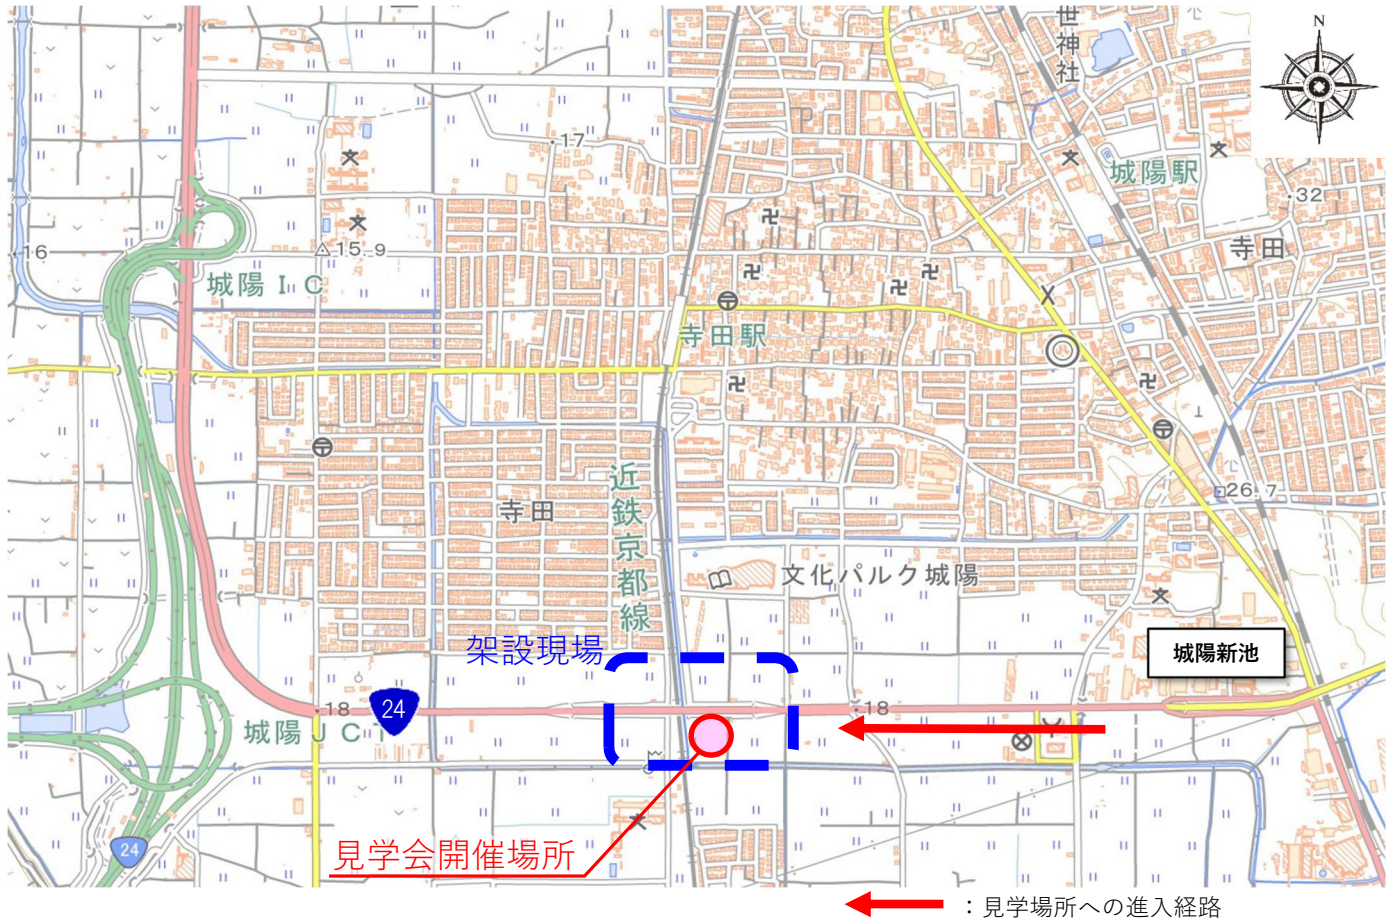 N
世神社
20
17
城陽駅
32
寺田
16
15.9
城陽ＩＣ
寺田駅
26.7
近鉄京都線
寺田
文化パルク城陽
架設現場
城陽新池
18
24
18
城陽ＪＣＴ
24
見学会開催場所
：見学場所への進入経路